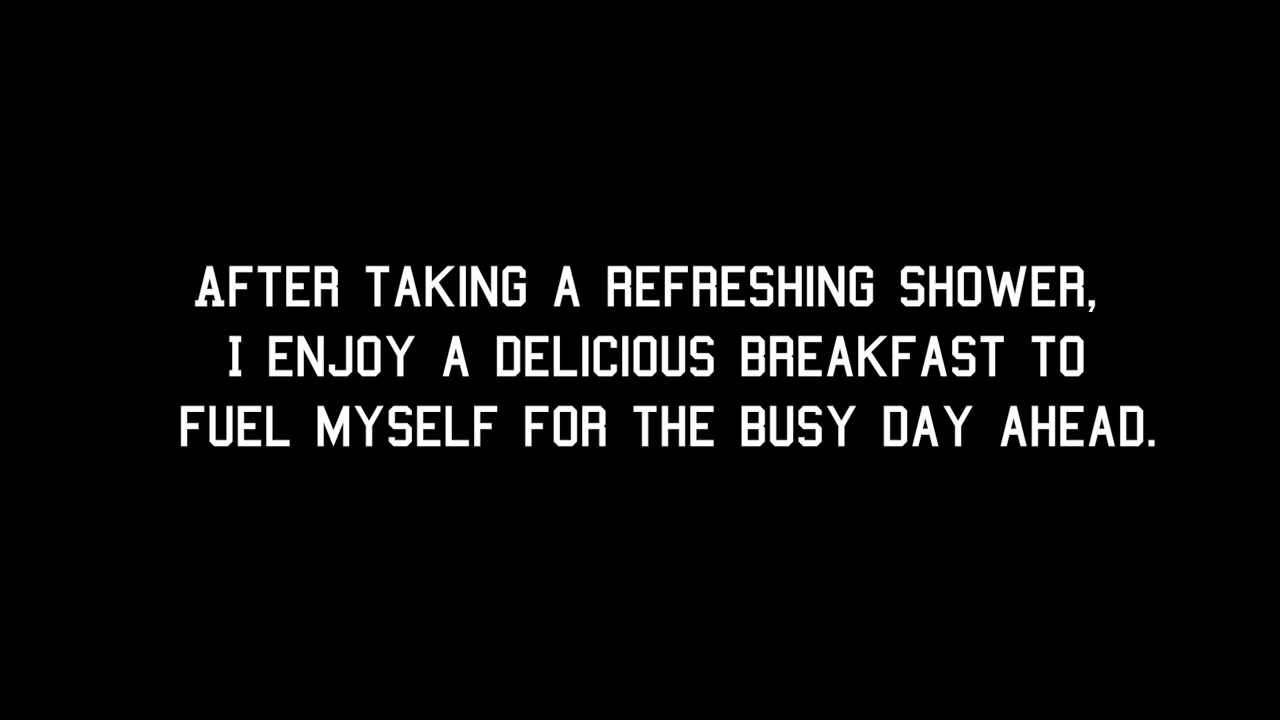 AFTER TAKING A REFRESHING SHOWER,
I ENJOY A DELICIOUS BREAKFAST TO
FUEL MYSELF FOR THE BUSY DAY AHEAD.